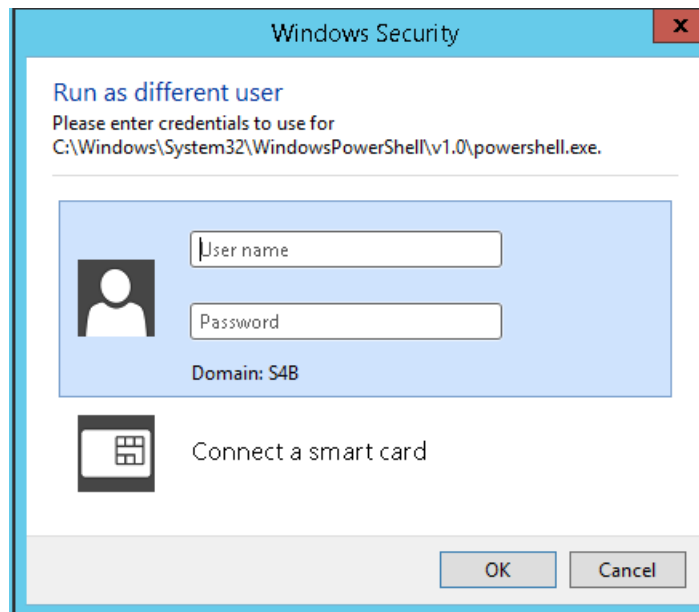 Windows Security
x
Run as different user
Please enter credentials to use for
C:\Windows\System32\WindowsPowerShell\v1.0\powershell.exe.
User name
Password
Domain: S4B
Connect a smart card
OK
Cancel